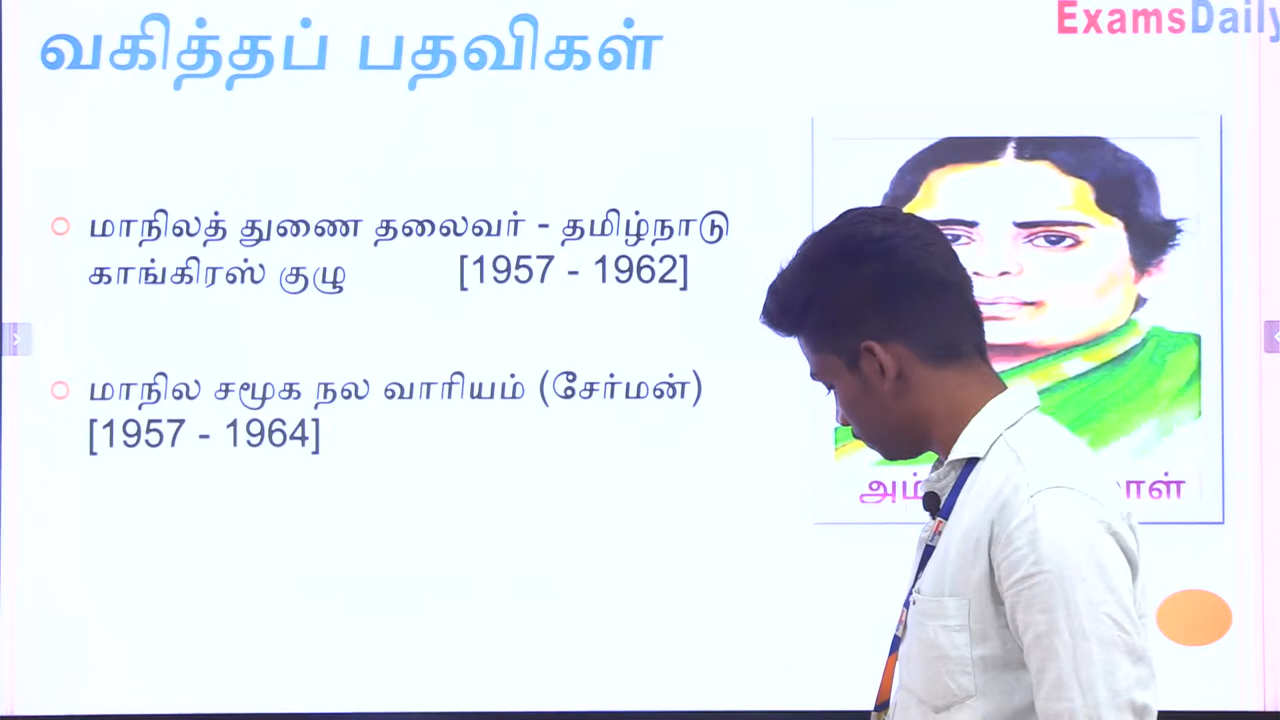 ExamsDaily
வகித்தப் பதவிகள்
மாநிலத் துணை தலைவர் - தமிழ்நாடு
காங்கிரஸ் குழு [1957 - 1962]
மாநில சமூக நல வாரியம் (சேர்மன்)
[1957 - 1964]